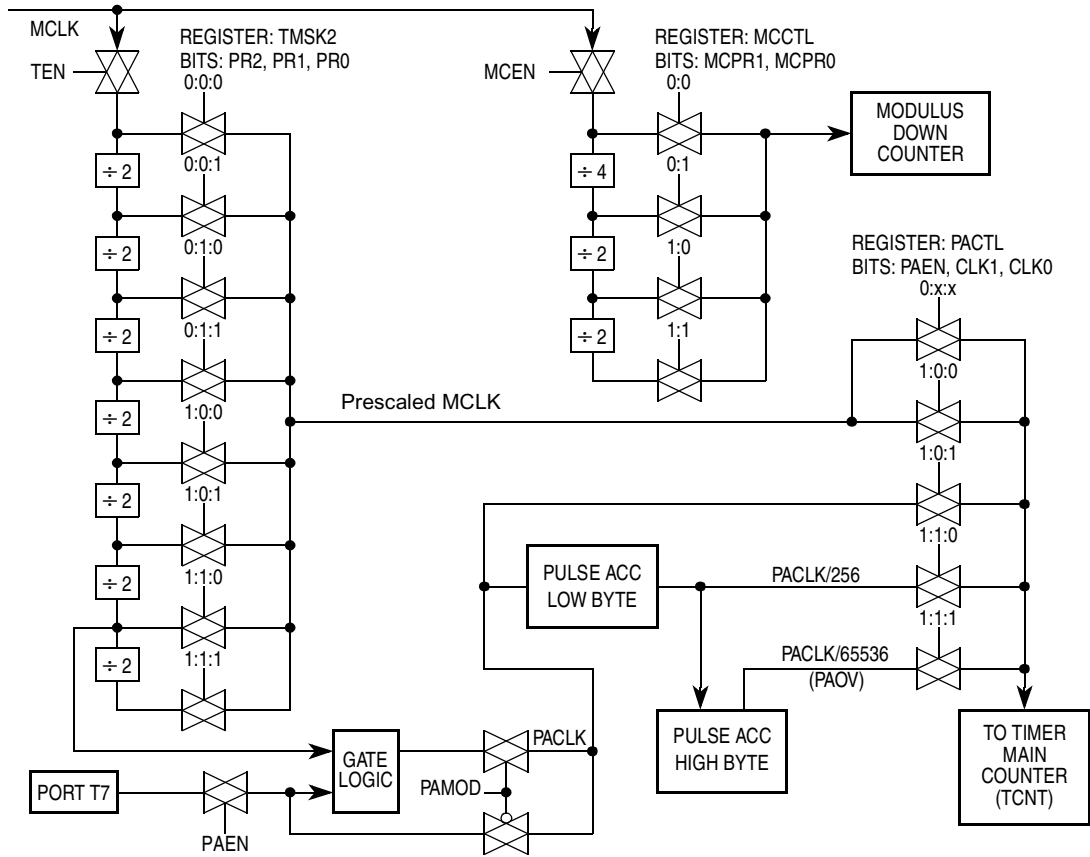 MCLK
TEN
REGISTER: TMSK2
BITS: PR2, PR1, PR0
0:0:0
÷ 2
0:0:1
÷ 2
0:1:0
÷ 2
0:1:1
÷ 2
1:0:0
÷ 2
1:0:1
÷ 2
1:1:0
÷ 2
1:1:1
MCEN
REGISTER: MCCTL
BITS: MCPR1, MCPR0
0:0
÷ 4
0:1
÷ 2
1:0
÷ 2
1:1
MODULUS
DOWN
COUNTER
REGISTER: PACTL
BITS: PAEN, CLK1, CLK0
0:x:x
1:0:0
1:0:1
1:1:0
1:1:1
Prescaled MCLK
PULSE ACC
LOW BYTE
PACLK/256
PACLK/65536
(PAOV)
PULSE ACC
HIGH BYTE
TO TIMER
MAIN
COUNTER
(TCNT)
PORT T7
PAEN
GATE
LOGIC
PACLK
PAMOD